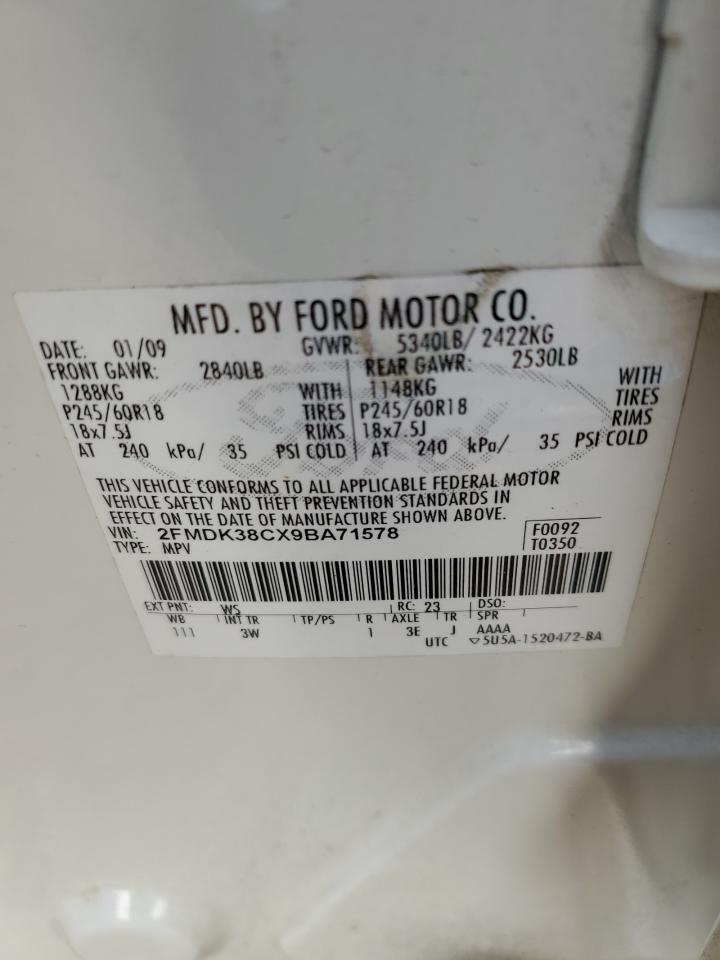 MFD. BY FORD MOTOR CO.
DATE: 01/09 GVWR: 5340LB/ 2422KG
FRONT GAWR: 2840LB REAR GAWR: 2530LB
1288KG WITH 1148KG WITH
P245/60R18 TIRES P245/60R18 TIRES
18x7.5J RIMS 18x7.5J RIMS
AT 240 kPa/ 35 PSI COLD AT 240 kPa/ 35 PSI COLD
THIS VEHICLE CONFORMS TO ALL APPLICABLE FEDERAL MOTOR
VEHICLE SAFETY AND THEFT PREVENTION STANDARDS IN
EFFECT ON THE DATE OF MANUFACTURE SHOWN ABOVE.
VIN: 2FMDK38CX9BA71578 F0092
TYPE: MPV T0350
EXT PNT: WS RC: 23 DSO:
WB INT TR TP/PS R AXLE TR SPR
111 3W 1 3E J AAAA
UTC ▽5U5A-1520472-BA